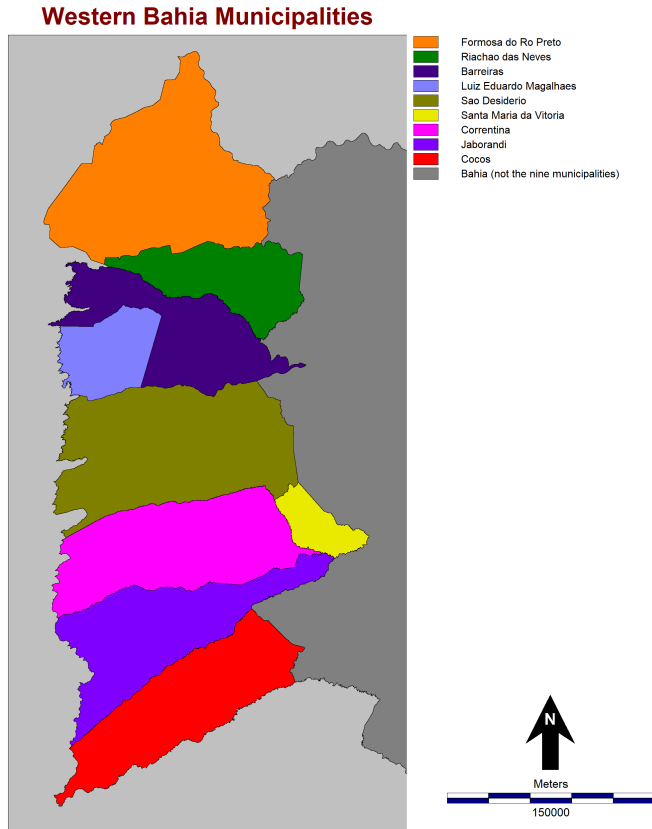 Western Bahia Municipalities
Formosa do Ro Preto
Riachao das Neves
Barreiras
Luiz Eduardo Magalhaes
Sao Desiderio
Santa Maria da Vitoria
Correntina
Jaborandi
Cocos
Bahia (not the nine municipalities)
N
Meters
150000